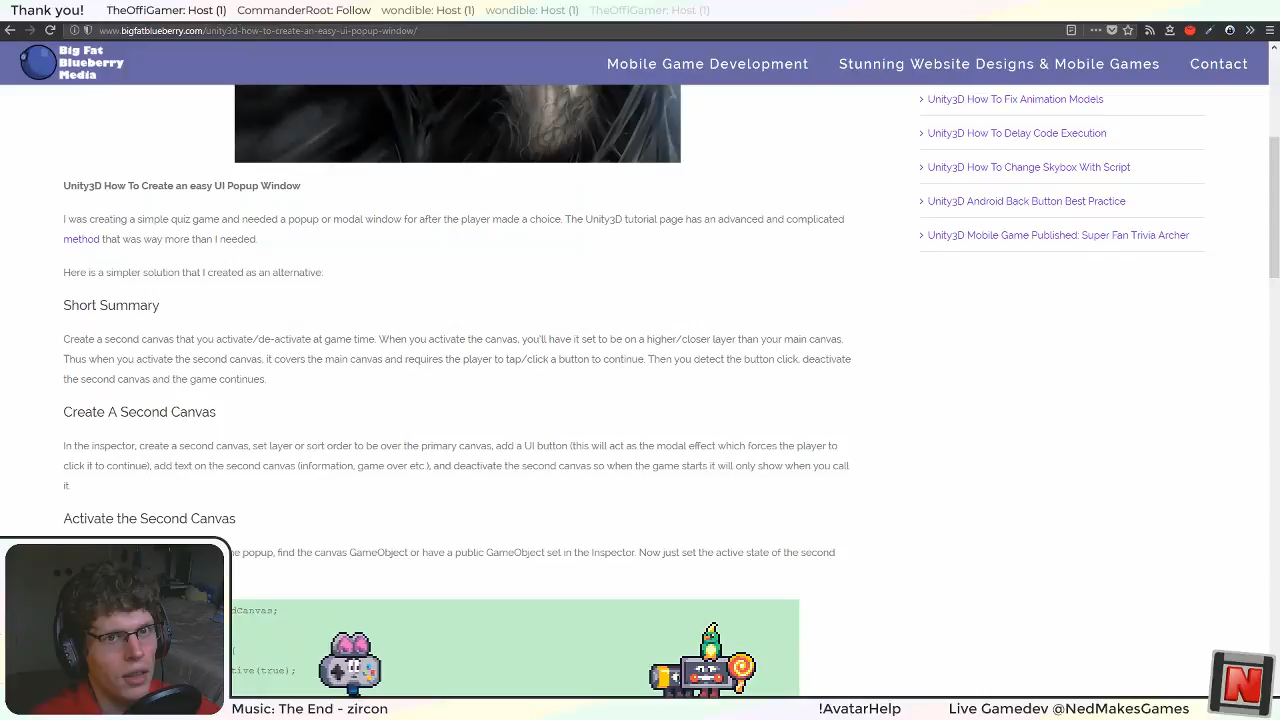 Thank you!
TheOffiGamer: Host (1)
CommanderRoot: Follow
wondible: Host (1)
wondible: Host (1)
TheOffiGamer: Host (1)
www.bigfatblueberry.com/unity3d-how-to-create-an-easy-ui-popup-window/
Big Fat
Blueberry
Media
Mobile Game Development
Stunning Website Designs & Mobile Games
Contact
Unity3D How To Fix Animation Models
Unity3D How To Delay Code Execution
Unity3D How To Change Skybox With Script
Unity3D Android Back Button Best Practice
Unity3D Mobile Game Published: Super Fan Trivia Archer
Unity3D How To Create an easy UI Popup Window
I was creating a simple quiz game and needed a popup or modal window for after the player made a choice. The Unity3D tutorial page has an advanced and complicated
method that was way more than I needed.
Here is a simpler solution that I created as an alternative:
Short Summary
Create a second canvas that you activate/de-activate at game time. When you activate the canvas, you'll have it set to be on a higher/closer layer than your main canvas.
Thus when you activate the second canvas, it covers the main canvas and requires the player to tap/click a button to continue. Then you detect the button click, deactivate
the second canvas and the game continues.
Create A Second Canvas
In the inspector, create a second canvas, set layer or sort order to be over the primary canvas, add a UI button (this will act as the modal effect which forces the player to
click it to continue), add text on the second canvas (information, game over etc.), and deactivate the second canvas so when the game starts it will only show when you call
it
Activate the Second Canvas
e popup, find the canvas GameObject or have a public GameObject set in the Inspector. Now just set the active state of the second
dCanvas;
{
tive(true);
N
Music: The End - zircon
!AvatarHelp
Live Gamedev @NedMakesGames